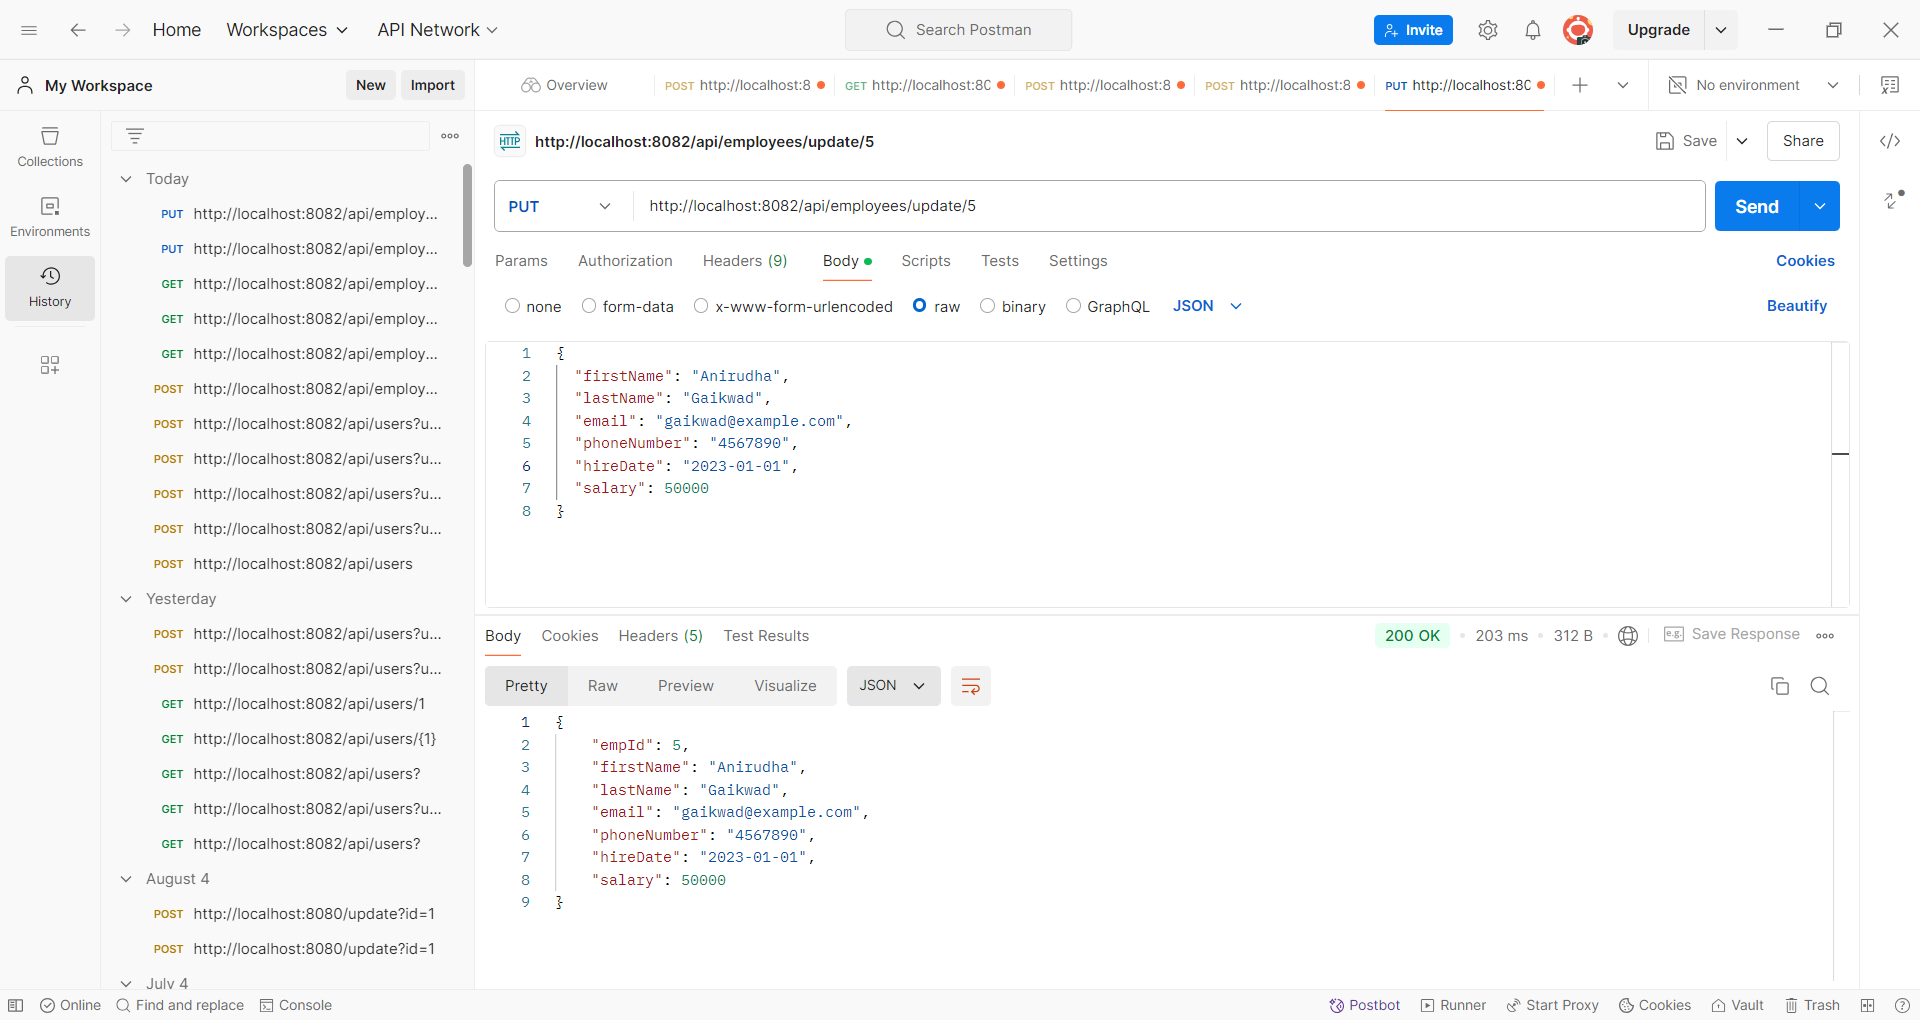 Home Workspaces API Network Search Postman Invite Upgrade
My Workspace New Import Overview POST http://localhost:8 GET http://localhost:80 POST http://localhost:8 POST http://localhost:8 PUT http://localhost:80 No environment
Collections
Environments
History
Today
PUT http://localhost:8082/api/employ...
PUT http://localhost:8082/api/employ...
GET http://localhost:8082/api/employ...
GET http://localhost:8082/api/employ...
GET http://localhost:8082/api/employ...
POST http://localhost:8082/api/employ...
POST http://localhost:8082/api/users?u...
POST http://localhost:8082/api/users?u...
POST http://localhost:8082/api/users?u...
POST http://localhost:8082/api/users?u...
POST http://localhost:8082/api/users
Yesterday
POST http://localhost:8082/api/users?u...
POST http://localhost:8082/api/users?u...
GET http://localhost:8082/api/users/1
GET http://localhost:8082/api/users/{1}
GET http://localhost:8082/api/users?
GET http://localhost:8082/api/users?u...
GET http://localhost:8082/api/users?
August 4
POST http://localhost:8080/update?id=1
POST http://localhost:8080/update?id=1
July 4
HTTP http://localhost:8082/api/employees/update/5 Save Share
PUT http://localhost:8082/api/employees/update/5 Send
Params Authorization Headers (9) Body Scripts Tests Settings Cookies
none form-data x-www-form-urlencoded raw binary GraphQL JSON Beautify
1 {
2 "firstName": "Anirudha",
3 "lastName": "Gaikwad",
4 "email": "gaikwad@example.com",
5 "phoneNumber": "4567890",
6 "hireDate": "2023-01-01",
7 "salary": 50000
8 }
Body Cookies Headers (5) Test Results 200 OK 203 ms 312 B e.g. Save Response
Pretty Raw Preview Visualize JSON
1 {
2 "empId": 5,
3 "firstName": "Anirudha",
4 "lastName": "Gaikwad",
5 "email": "gaikwad@example.com",
6 "phoneNumber": "4567890",
7 "hireDate": "2023-01-01",
8 "salary": 50000
9 }
Online Find and replace Console Postbot Runner Start Proxy Cookies Vault Trash